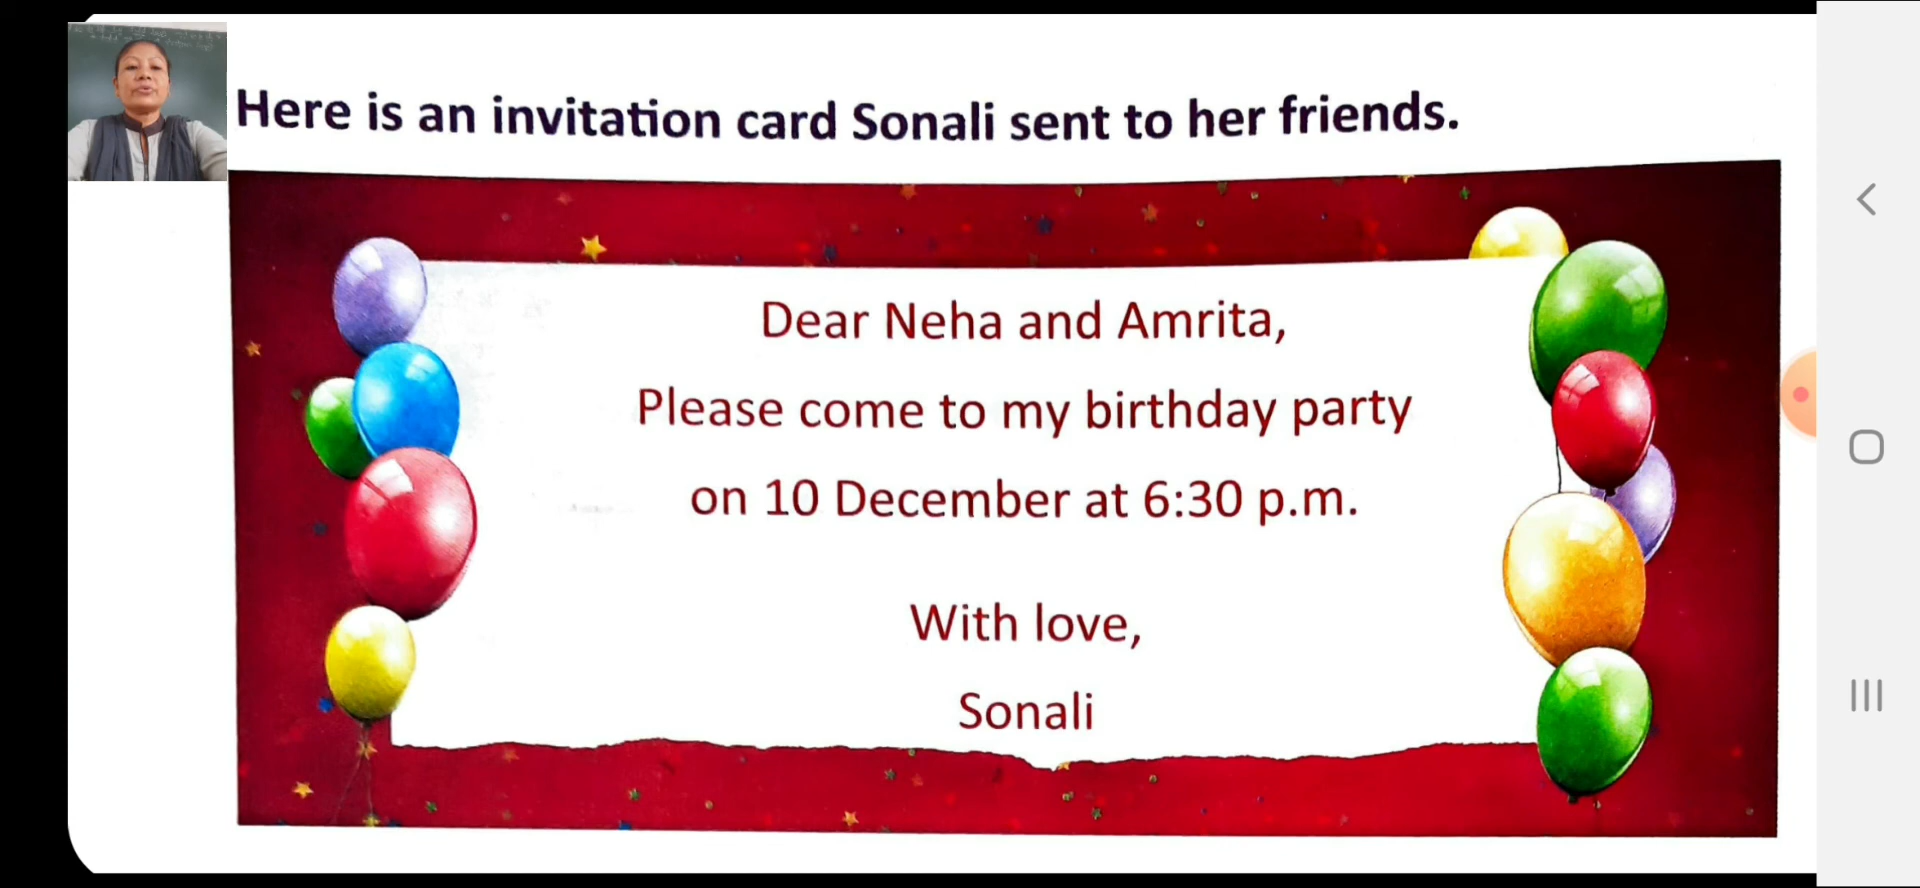 Here is an invitation card Sonali sent to her friends.
Dear Neha and Amrita,
Please come to my birthday party
on 10 December at 6:30 p.m.
With love,
Sonali